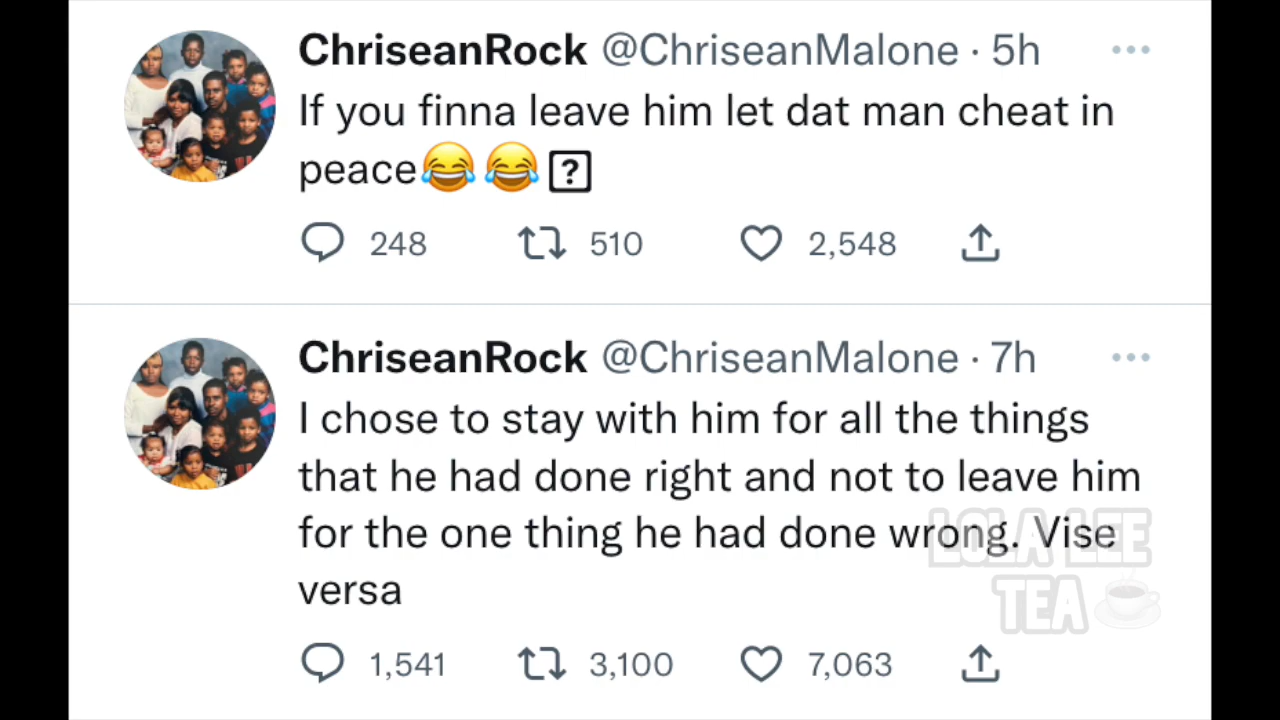 ChriseanRock @ChriseanMalone · 5h
If you finna leave him let dat man cheat in
peace😂😂⍰
248 510 2,548
ChriseanRock @ChriseanMalone · 7h
I chose to stay with him for all the things
that he had done right and not to leave him
for the one thing he had done wrong. Vise
versa
1,541 3,100 7,063
LOLA LEE
TEA